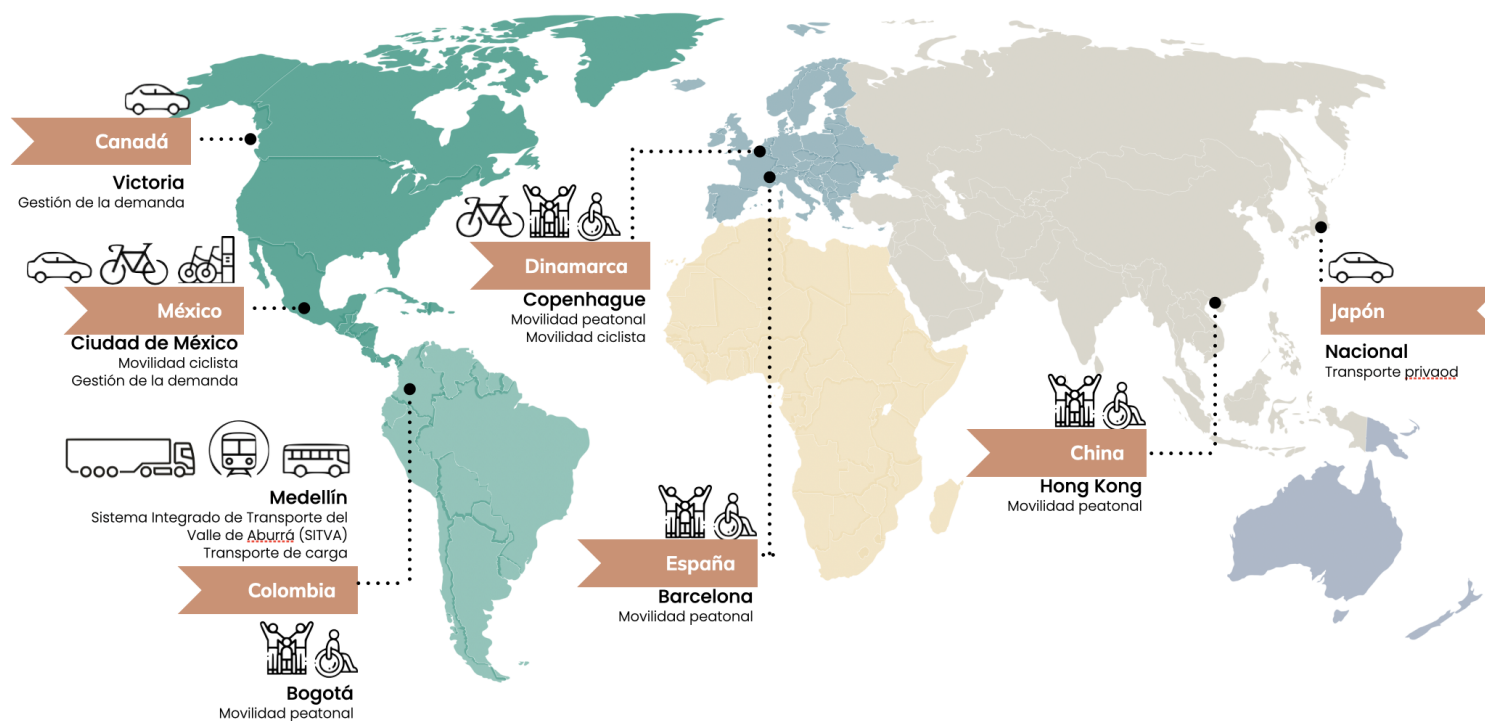 Canadá
Victoria
Gestión de la demanda
México
Ciudad de México
Movilidad ciclista
Gestión de la demanda
Medellín
Sistema Integrado de Transporte del
Valle de Aburrá (SITVA)
Transporte de carga
Colombia
Bogotá
Movilidad peatonal
Dinamarca
Copenhague
Movilidad peatonal
Movilidad ciclista
España
Barcelona
Movilidad peatonal
China
Hong Kong
Movilidad peatonal
Japón
Nacional
Transporte privaod